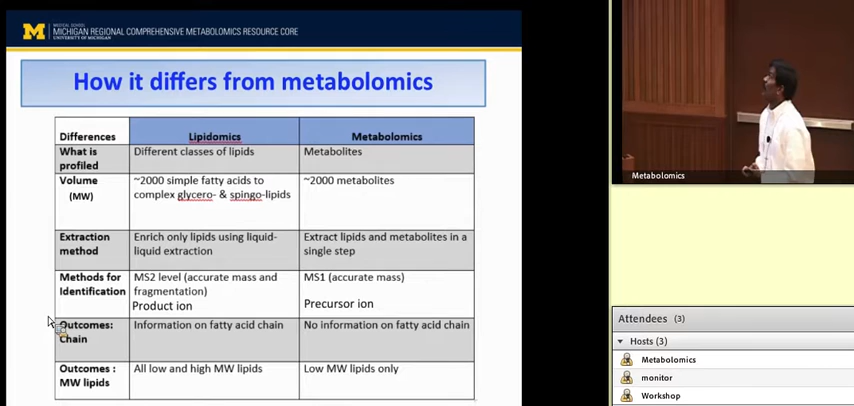 MEDICAL SCHOOL
MICHIGAN REGIONAL COMPREHENSIVE METABOLOMICS RESOURCE CORE
UNIVERSITY OF MICHIGAN
How it differs from metabolomics
Differences
Lipidomics
Metabolomics
What is
profiled
Different classes of lipids
Metabolites
Volume
(MW)
~2000 simple fatty acids to
complex glycero- & spingo-lipids
~2000 metabolites
Extraction
method
Enrich only lipids using liquid-
liquid extraction
Extract lipids and metabolites in a
single step
Methods for
Identification
MS2 level (accurate mass and
fragmentation)
Product ion
MS1 (accurate mass)
Precursor ion
Outcomes:
Chain
Information on fatty acid chain
No information on fatty acid chain
Outcomes :
MW lipids
All low and high MW lipids
Low MW lipids only
Metabolomics
Attendees (3)
Hosts (3)
Metabolomics
monitor
Workshop